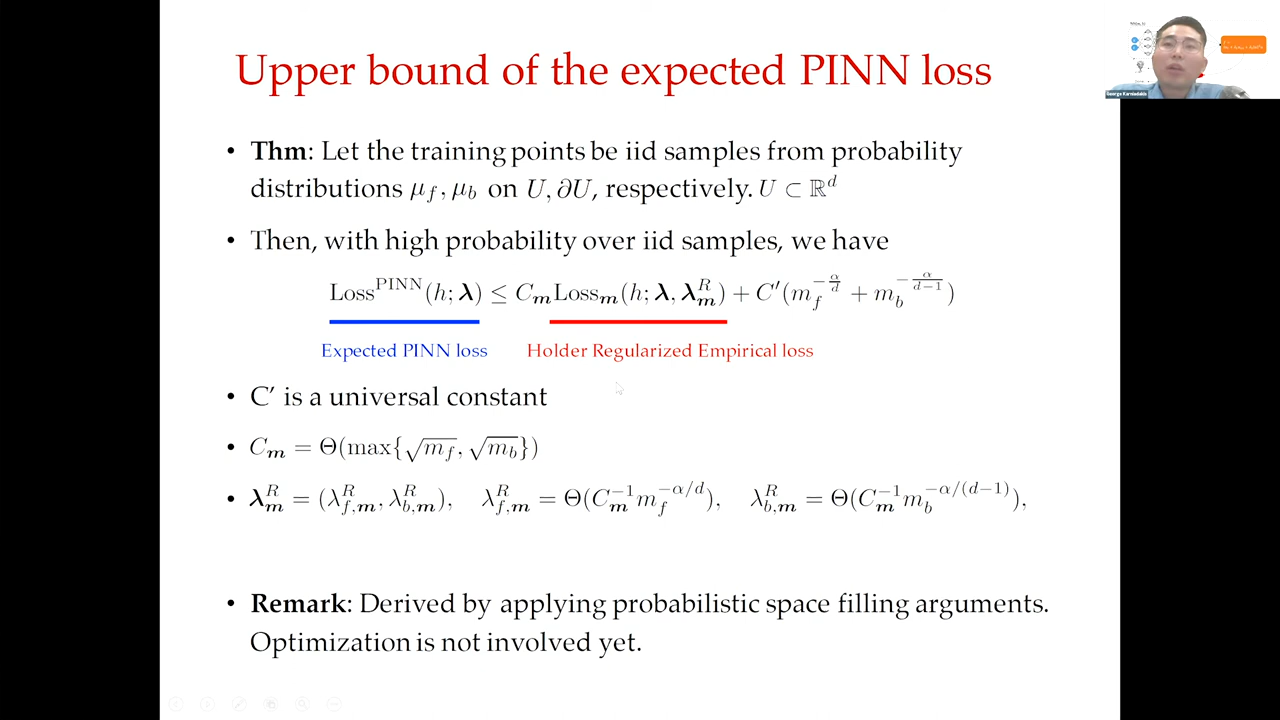 Upper bound of the expected PINN loss
• Thm: Let the training points be iid samples from probability
distributions μ_f, μ_b on U, ∂U, respectively. U ⊂ ℝ^d
• Then, with high probability over iid samples, we have
Loss^PINN(h; λ) ≤ C_m Loss_m(h; λ, λ_m^R) + C′(m_f^{-α/d} + m_b^{-α/(d-1)})
Expected PINN loss Holder Regularized Empirical loss
• C′ is a universal constant
• C_m = Θ(max{√m_f, √m_b})
• λ_m^R = (λ_{f,m}^R, λ_{b,m}^R), λ_{f,m}^R = Θ(C_m^{-1} m_f^{-α/d}), λ_{b,m}^R = Θ(C_m^{-1} m_b^{-α/(d-1)}),
• Remark: Derived by applying probabilistic space filling arguments.
Optimization is not involved yet.
George Karniadakis